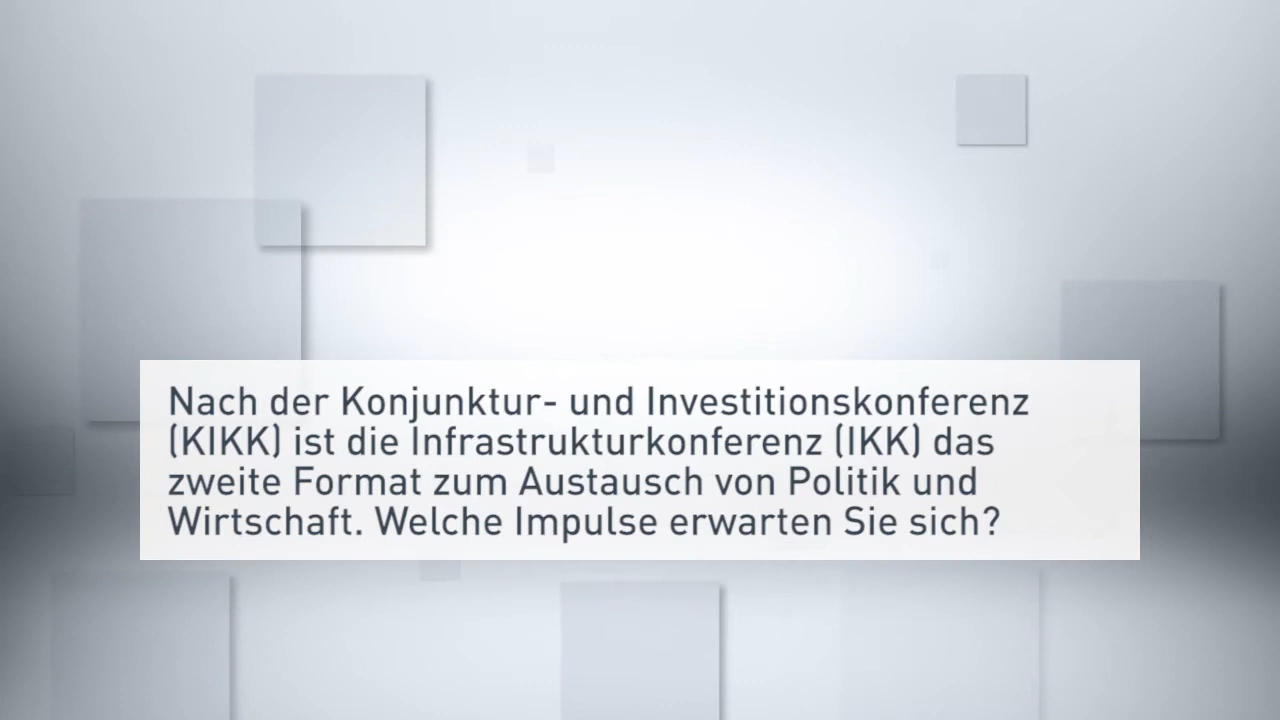 Nach der Konjunktur- und Investitionskonferenz
(KIKK) ist die Infrastrukturkonferenz (IKK) das
zweite Format zum Austausch von Politik und
Wirtschaft. Welche Impulse erwarten Sie sich?